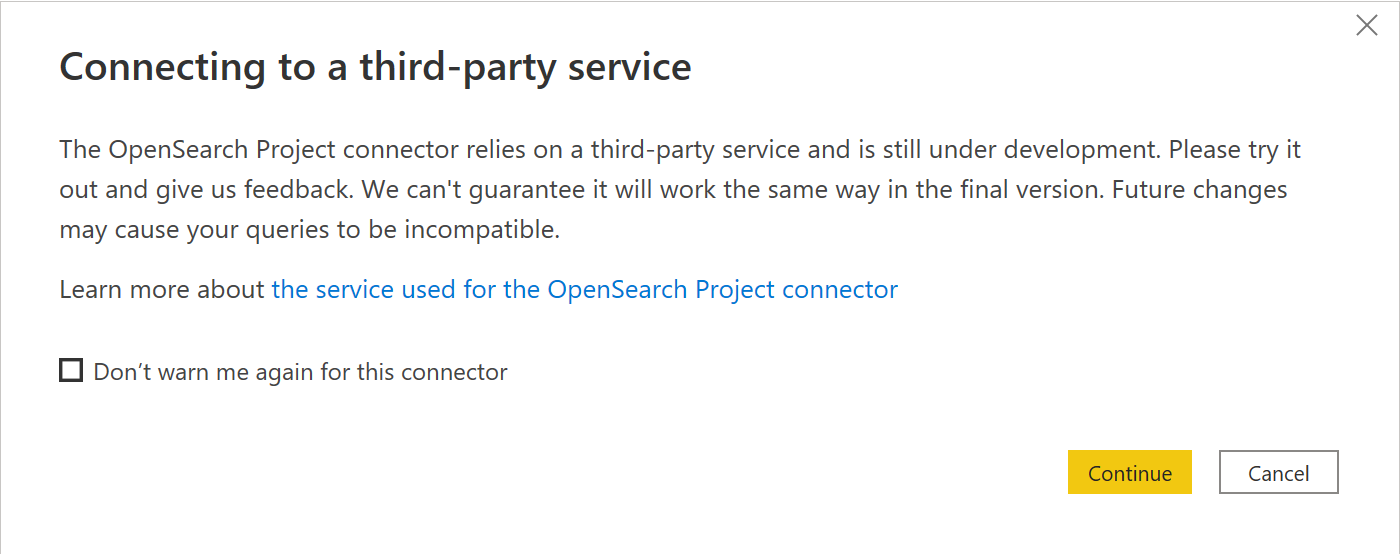 Connecting to a third-party service
The OpenSearch Project connector relies on a third-party service and is still under development. Please try it
out and give us feedback. We can't guarantee it will work the same way in the final version. Future changes
may cause your queries to be incompatible.
Learn more about the service used for the OpenSearch Project connector
Don’t warn me again for this connector
Continue
Cancel